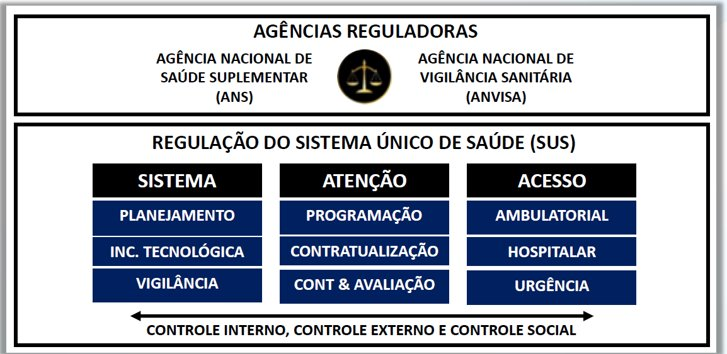 AGÊNCIAS REGULADORAS
AGÊNCIA NACIONAL DE
SAÚDE SUPLEMENTAR
(ANS)
AGÊNCIA NACIONAL DE
VIGILÂNCIA SANITÁRIA
(ANVISA)
REGULAÇÃO DO SISTEMA ÚNICO DE SAÚDE (SUS)
SISTEMA
PLANEJAMENTO
INC. TECNOLÓGICA
VIGILÂNCIA
ATENÇÃO
PROGRAMAÇÃO
CONTRATUALIZAÇÃO
CONT & AVALIAÇÃO
ACESSO
AMBULATORIAL
HOSPITALAR
URGÊNCIA
CONTROLE INTERNO, CONTROLE EXTERNO E CONTROLE SOCIAL